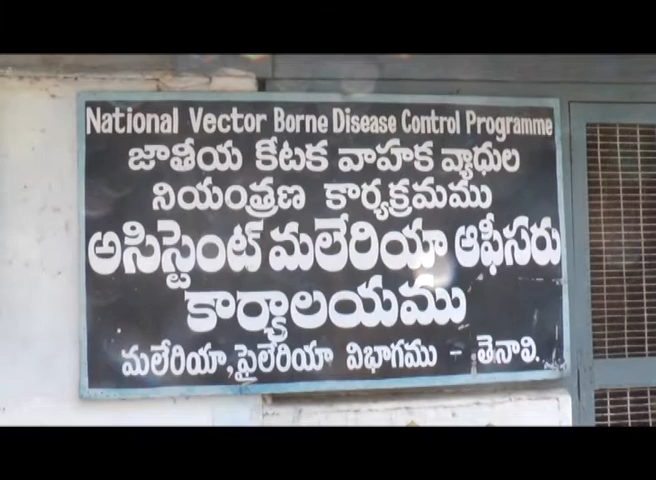 National Vector Borne Disease Control Programme
జాతీయ కీటక వాహక వ్యాధుల
నియంత్రణ కార్యక్రమము
అసిస్టెంట్ మలేరియా ఆఫీసరు
కార్యాలయము
మలేరియా, ఫైలేరియా విభాగము - తెనాలి.